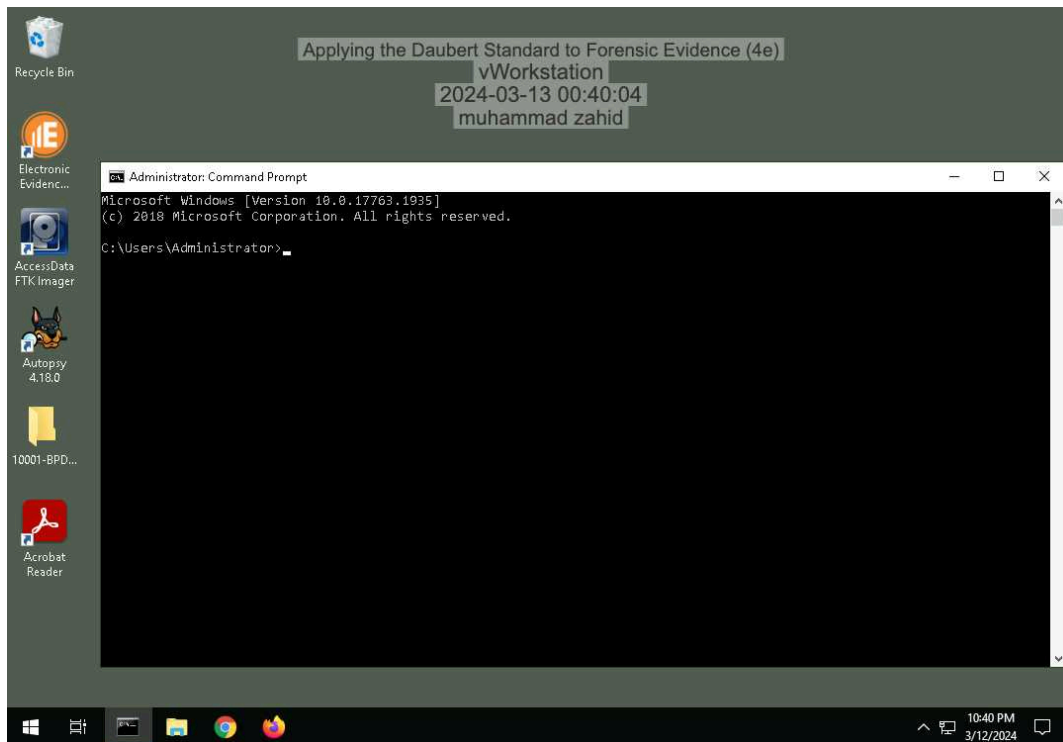 Recycle Bin
Applying the Daubert Standard to Forensic Evidence (4e)
vWorkstation
2024-03-13 00:40:04
muhammad zahid
Electronic
Evidenc...
Administrator: Command Prompt
Microsoft Windows [Version 10.0.17763.1935]
(c) 2018 Microsoft Corporation. All rights reserved.
C:\Users\Administrator>
AccessData
FTK Imager
Autopsy
4.18.0
10001-BPD...
Acrobat
Reader
10:40 PM
3/12/2024